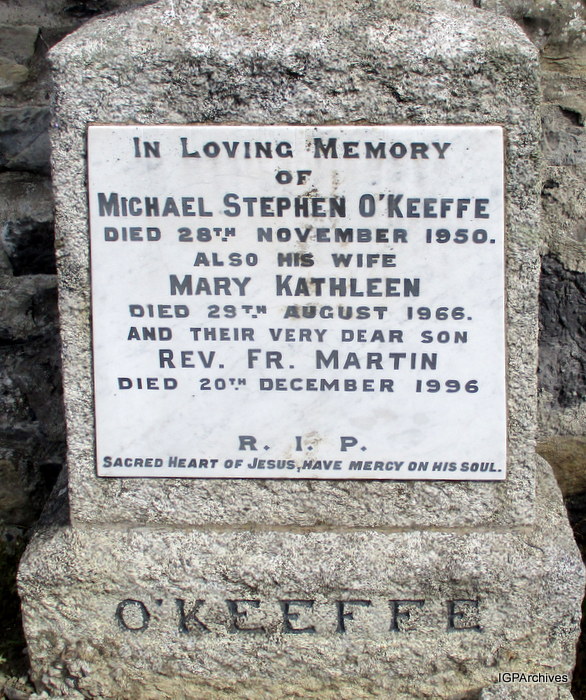 IN LOVING MEMORY
OF
MICHAEL STEPHEN O'KEEFFE
DIED 28TH NOVEMBER 1950.
ALSO HIS WIFE
MARY KATHLEEN
DIED 29TH AUGUST 1966.
AND THEIR VERY DEAR SON
REV. FR. MARTIN
DIED 20TH DECEMBER 1996
R. I. P.
SACRED HEART OF JESUS, HAVE MERCY ON HIS SOUL.
O'KEEFFE
IGPArchives